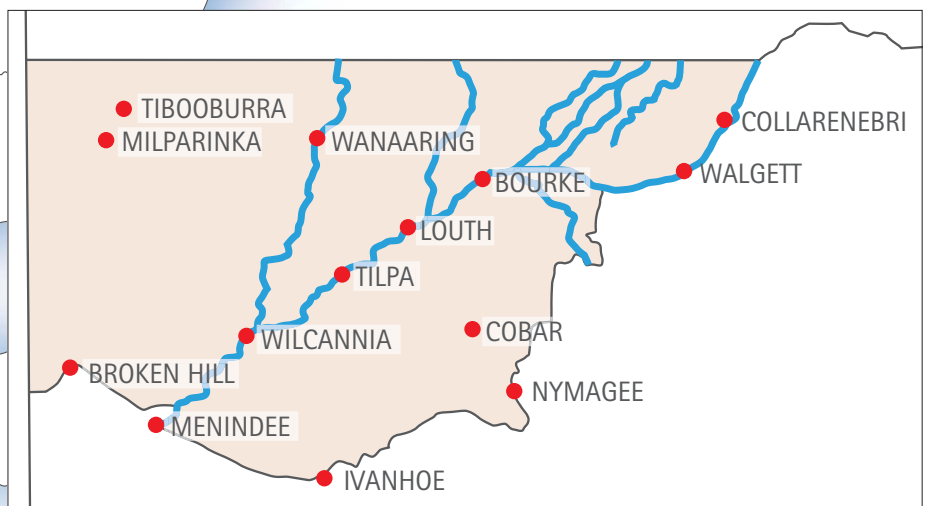 TIBOOBURRA
COLLARENEBRI
MILPARINKA
WANAARING
WALGETT
BOURKE
LOUTH
TILPA
COBAR
WILCANNIA
BROKEN HILL
NYMAGEE
MENINDEE
IVANHOE